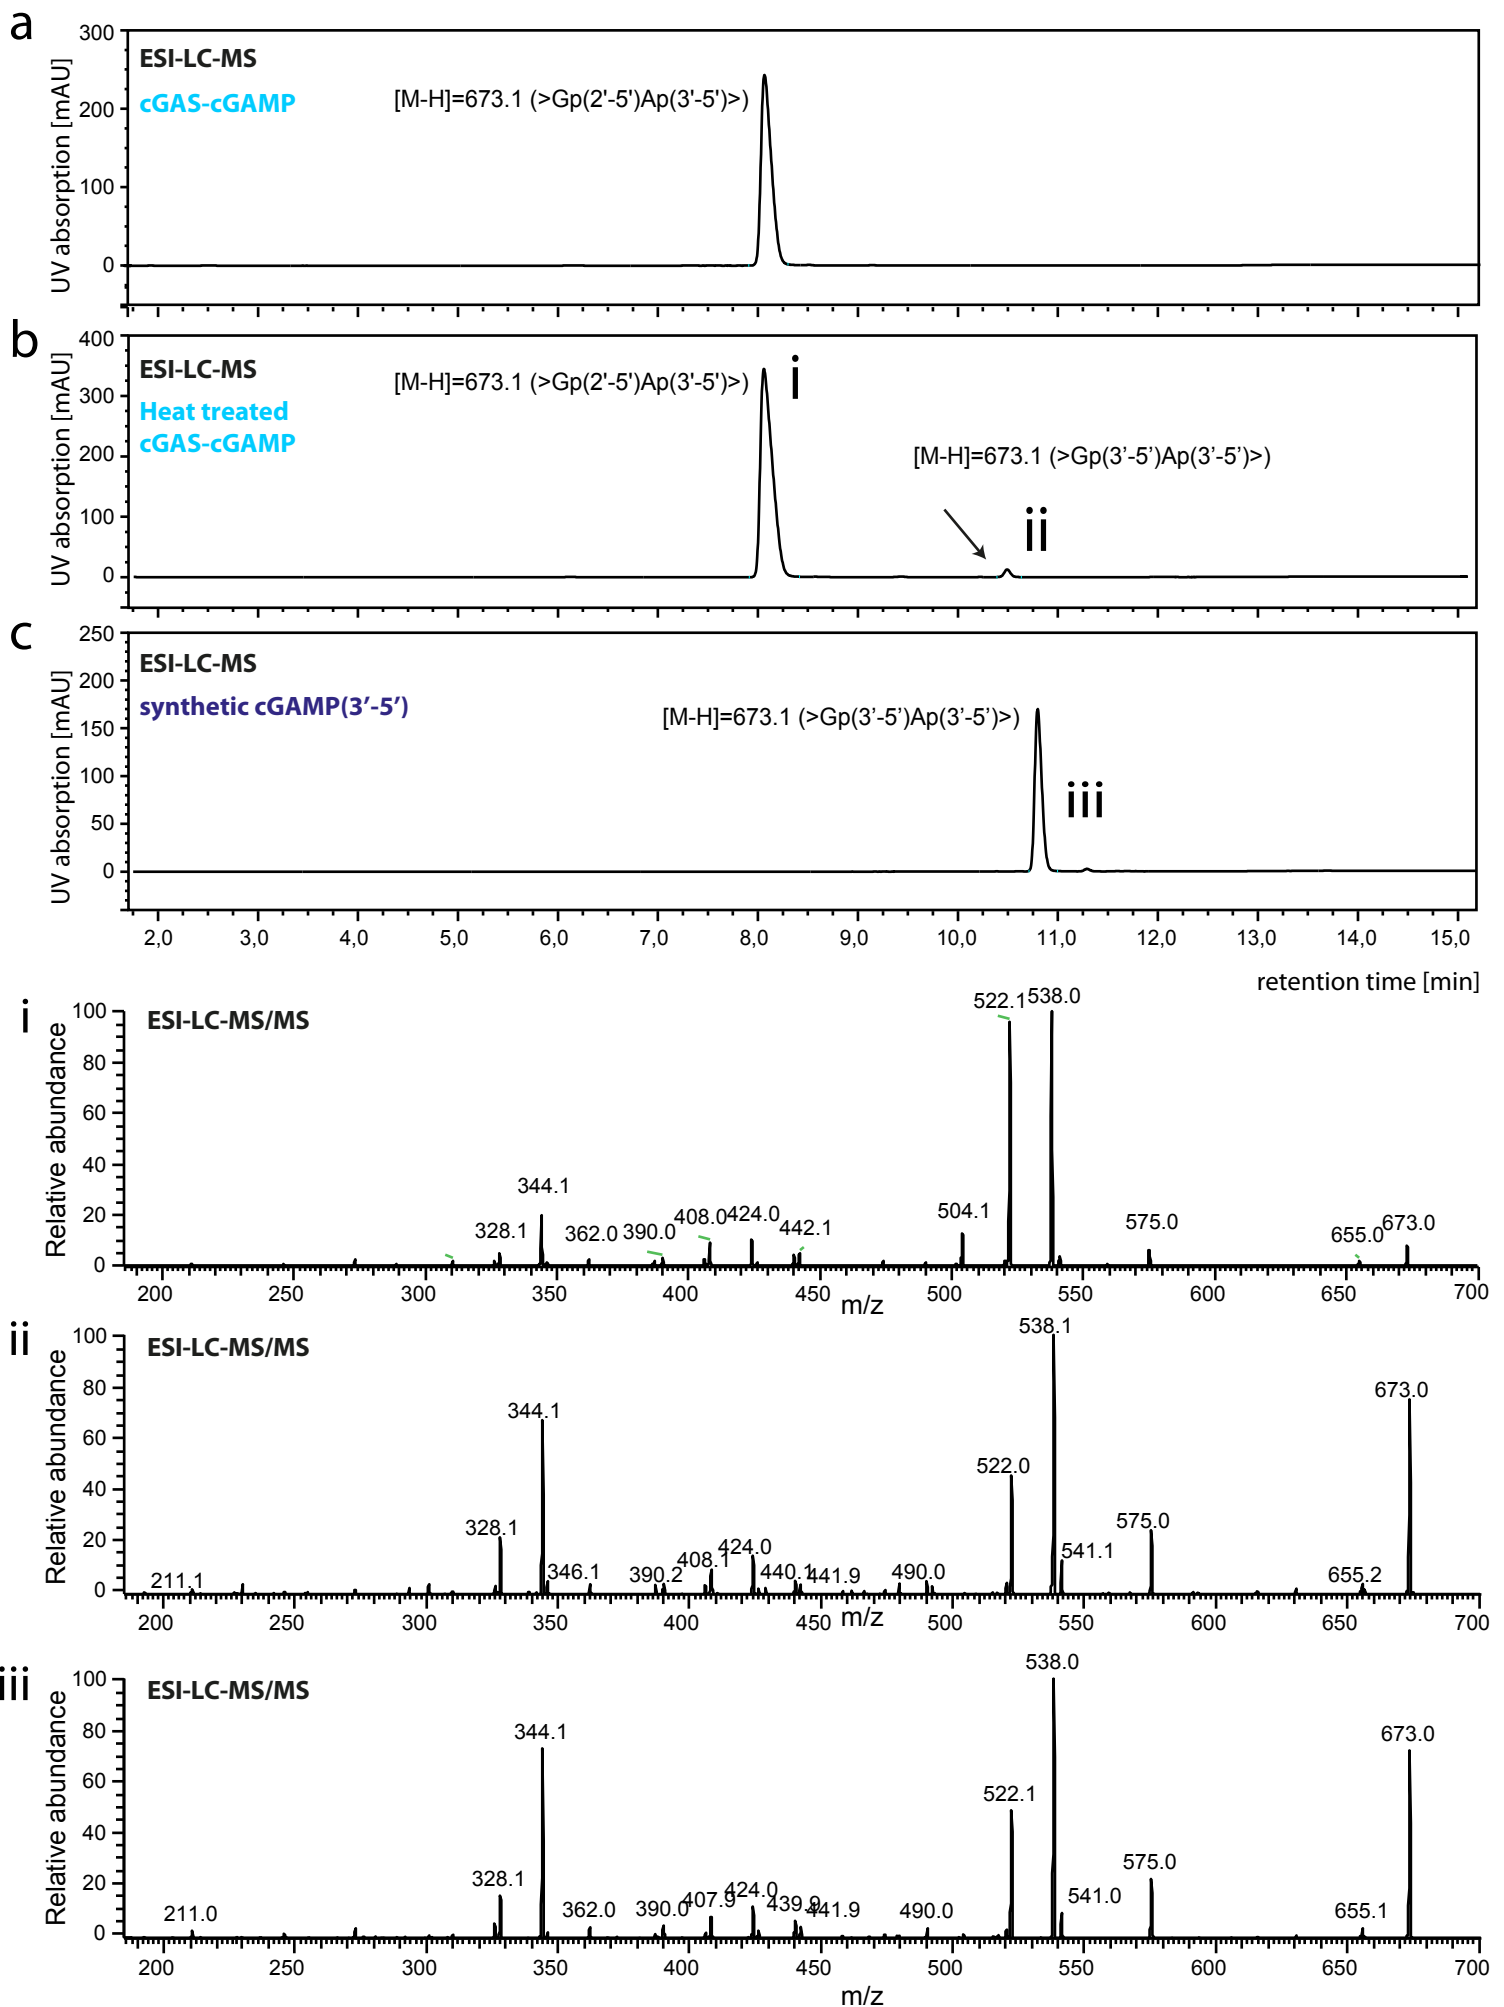 a
300
200
100
0
UV absorption [mAU]
ESI-LC-MS
cGAS-cGAMP
[M-H]=673.1 (>Gp(2'-5')Ap(3'-5')>)
b
400
300
200
100
0
UV absorption [mAU]
ESI-LC-MS
Heat treated
cGAS-cGAMP
[M-H]=673.1 (>Gp(2'-5')Ap(3'-5')>)
i
[M-H]=673.1 (>Gp(3’-5’)Ap(3’-5’)>)
ii
c
250
200
150
100
50
0
UV absorption [mAU]
ESI-LC-MS
synthetic cGAMP(3’-5’)
[M-H]=673.1 (>Gp(3’-5’)Ap(3’-5’)>)
iii
2,0 3,0 4,0 5,0 6,0 7,0 8,0 9,0 10,0 11,0 12,0 13,0 14,0 15,0
retention time [min]
i
100
80
60
40
20
0
Relative abundance
ESI-LC-MS/MS
328.1 344.1 362.0 390.0 408.0 424.0 442.1 504.1 522.1 538.0 575.0 655.0 673.0
200 250 300 350 400 450 500 550 600 650 700
m/z
ii
100
80
60
40
20
0
Relative abundance
ESI-LC-MS/MS
211.1 328.1 344.1 346.1 390.2 408.1 424.0 440.1 441.9 490.0 522.0 538.1 541.1 575.0 655.2 673.0
200 250 300 350 400 450 500 550 600 650 700
m/z
iii
100
80
60
40
20
0
Relative abundance
ESI-LC-MS/MS
211.0 328.1 344.1 362.0 390.0 407.9 424.0 439.9 441.9 490.0 522.1 538.0 541.0 575.0 655.1 673.0
200 250 300 350 400 450 500 550 600 650 700
m/z